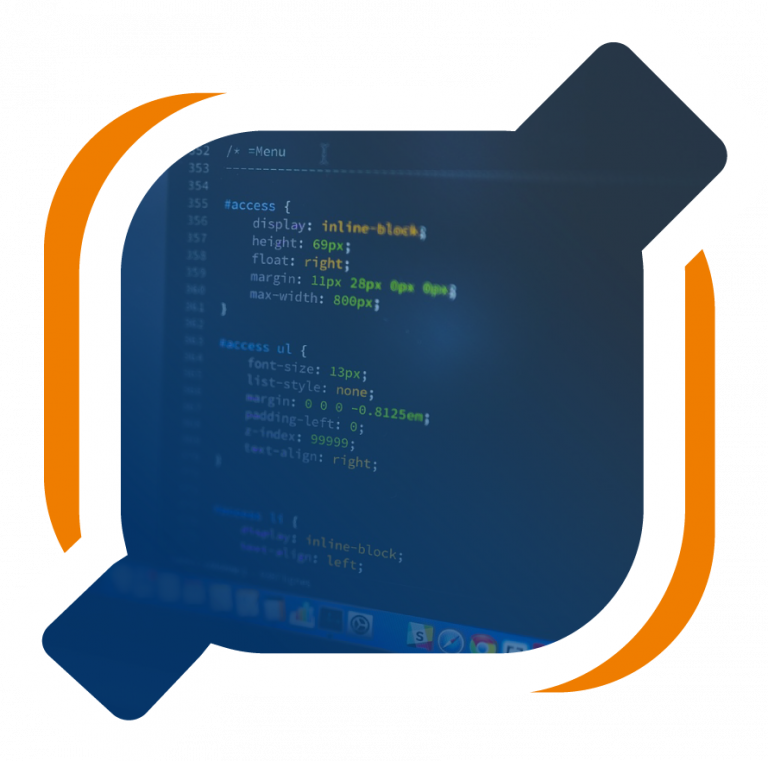 352 /* =Menu
353 --------------------------------
354
355 #access {
356 display: inline-block;
357 height: 69px;
358 float: right;
359 margin: 11px 28px 0px 0px;
360 max-width: 800px;
361 }
362
363 #access ul {
364 font-size: 13px;
list-style: none;
margin: 0 0 0 -0.8125em;
padding-left: 0;
z-index: 99999;
text-align: right;
}
#access li {
display: inline-block;
text-align: left;
S